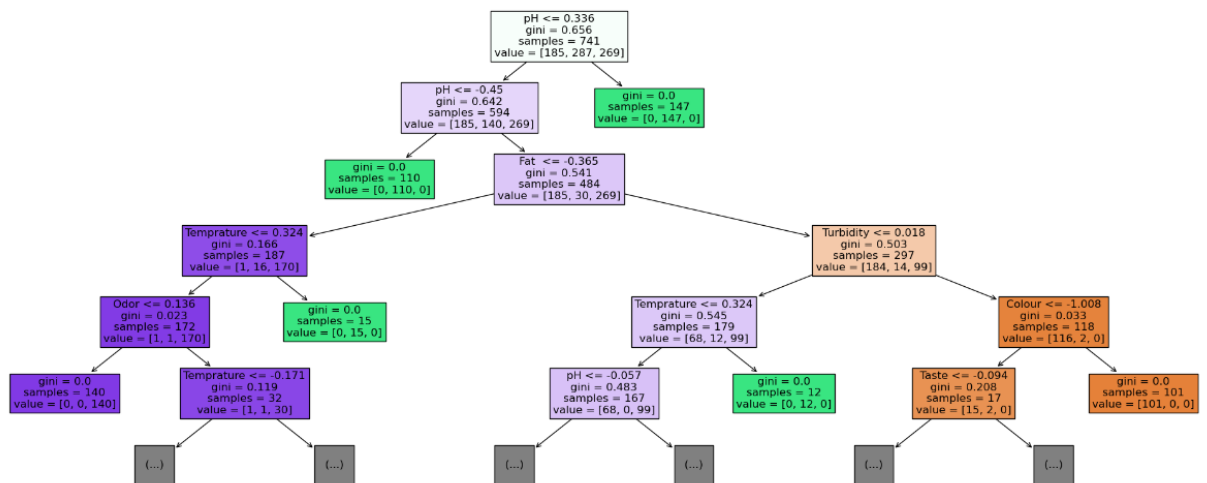 pH <= 0.336
gini = 0.656
samples = 741
value = [185, 287, 269]
pH <= -0.45
gini = 0.642
samples = 594
value = [185, 140, 269]
gini = 0.0
samples = 147
value = [0, 147, 0]
gini = 0.0
samples = 110
value = [0, 110, 0]
Fat <= -0.365
gini = 0.541
samples = 484
value = [185, 30, 269]
Temprature <= 0.324
gini = 0.166
samples = 187
value = [1, 16, 170]
Turbidity <= 0.018
gini = 0.503
samples = 297
value = [184, 14, 99]
Odor <= 0.136
gini = 0.023
samples = 172
value = [1, 1, 170]
gini = 0.0
samples = 15
value = [0, 15, 0]
Temprature <= 0.324
gini = 0.545
samples = 179
value = [68, 12, 99]
Colour <= -1.008
gini = 0.033
samples = 118
value = [116, 2, 0]
gini = 0.0
samples = 140
value = [0, 0, 140]
Temprature <= -0.171
gini = 0.119
samples = 32
value = [1, 1, 30]
pH <= -0.057
gini = 0.483
samples = 167
value = [68, 0, 99]
gini = 0.0
samples = 12
value = [0, 12, 0]
Taste <= -0.094
gini = 0.208
samples = 17
value = [15, 2, 0]
gini = 0.0
samples = 101
value = [101, 0, 0]
(...)
(...)
(...)
(...)
(...)
(...)